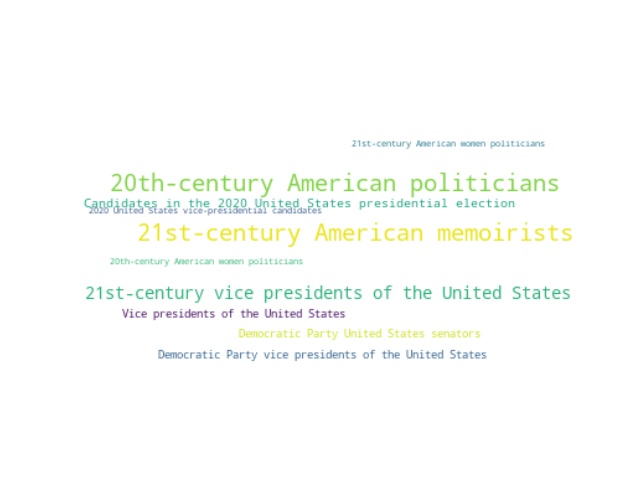 21st-century American women politicians
20th-century American politicians
Candidates in the 2020 United States presidential election
2020 United States vice-presidential candidates
21st-century American memoirists
20th-century American women politicians
21st-century vice presidents of the United States
Vice presidents of the United States
Democratic Party United States senators
Democratic Party vice presidents of the United States